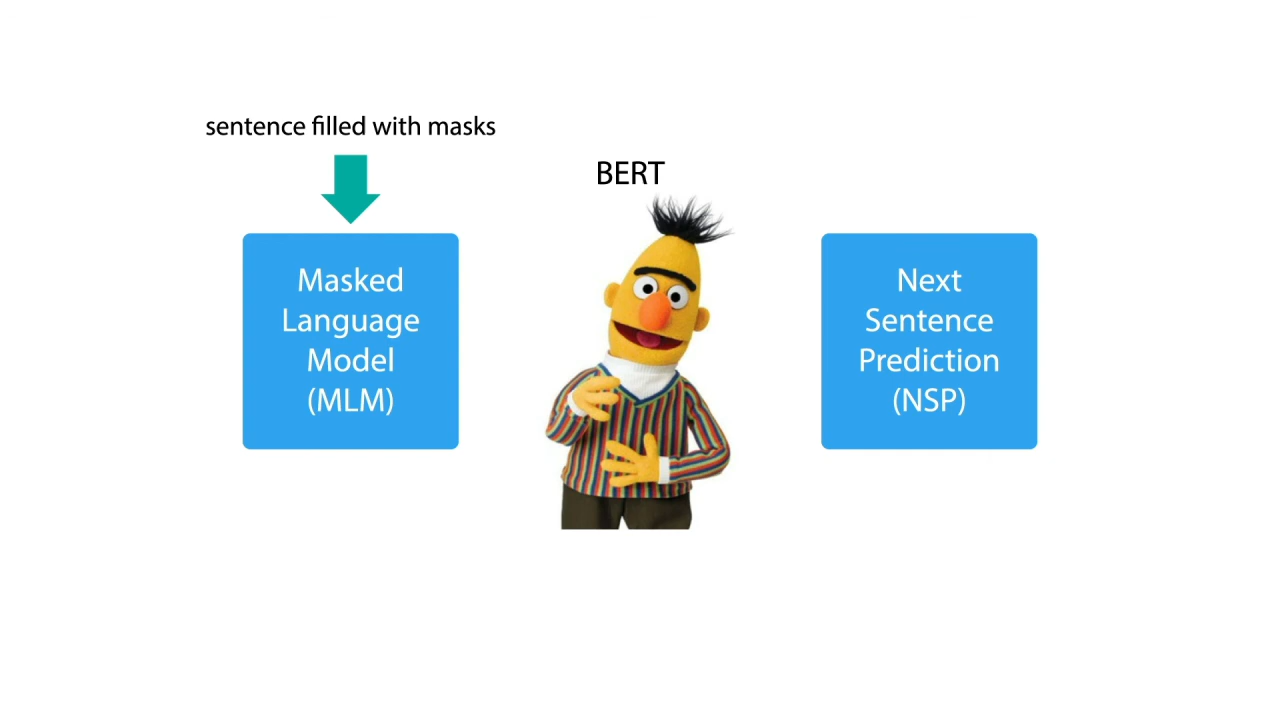 sentence filled with masks
BERT
Masked
Language
Model
(MLM)
Next
Sentence
Prediction
(NSP)